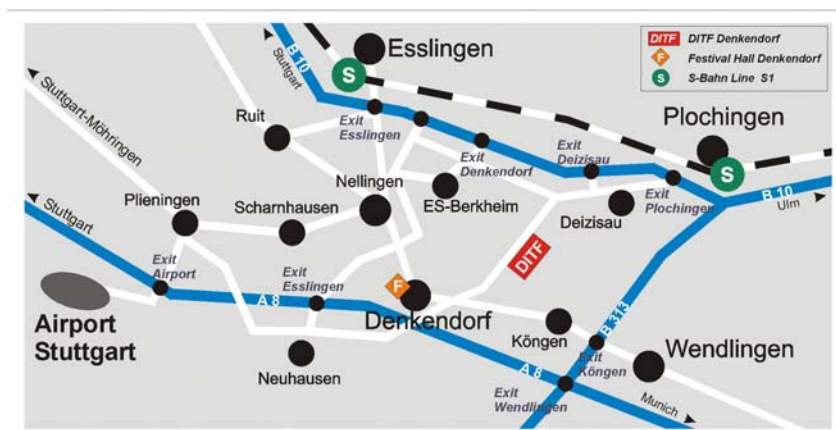 DITF DITF Denkendorf
F Festival Hall Denkendorf
S S-Bahn Line S1
B 10
Stuttgart
Esslingen
S
Stuttgart-Möhringen
Ruit
Exit
Esslingen
Plochingen
S
Exit
Deizisau
Exit
Denkendorf
Exit
Plochingen
B 10
Ulm
Plieningen
Scharnhausen
Nellingen
ES-Berkheim
Deizisau
Stuttgart
Exit
Airport
Exit
Esslingen
DITF
F
A 8
Airport
Stuttgart
Denkendorf
Köngen
B 313
Wendlingen
Exit
Köngen
Neuhausen
A 8
Exit
Wendlingen
Munich